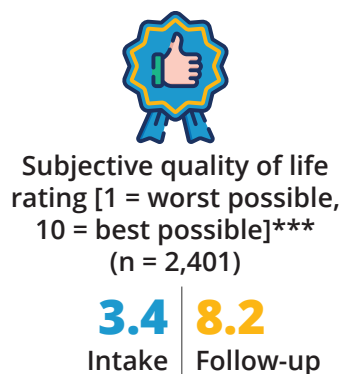 Subjective quality of life
rating [1 = worst possible,
10 = best possible]***
(n = 2,401)
3.4 8.2
Intake Follow-up